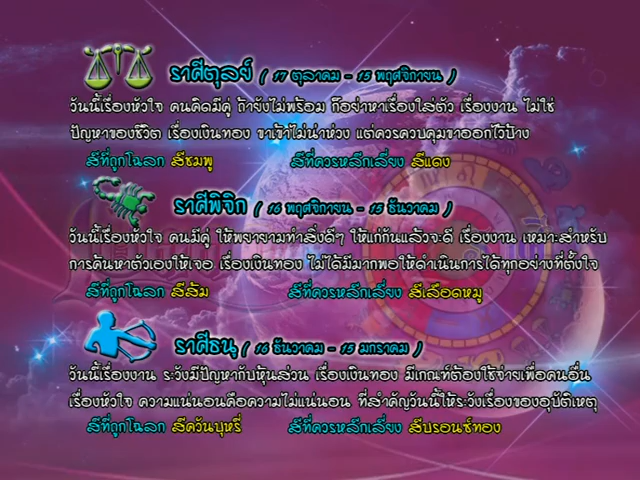 ราศีตุลย์ ( 17 ตุลาคม - 15 พฤศจิกายน )
วันนี้เรื่องหัวใจ คนคิดมีคู่ ถ้ายังไม่พร้อม ก็อย่าหาเรื่องใส่ตัว เรื่องงาน ไม่ใช่
ปัญหาของชีวิต เรื่องเงินทอง ขาเข้าไม่น่าห่วง แต่ควรควบคุมขาออกไว้บ้าง
สีที่ถูกโฉลก สีชมพู สีที่ควรหลีกเลี่ยง สีแดง
ราศีพิจิก ( 16 พฤศจิกายน - 15 ธันวาคม )
วันนี้เรื่องหัวใจ คนมีคู่ ให้พยายามทำสิ่งดีๆ ให้แก่กันแล้วจะดี เรื่องงาน เหมาะสำหรับ
การค้นหาตัวเองให้เจอ เรื่องเงินทอง ไม่ได้มีมากพอให้ดำเนินการได้ทุกอย่างที่ตั้งใจ
สีที่ถูกโฉลก สีส้ม สีที่ควรหลีกเลี่ยง สีเลือดหมู
ราศีธนู ( 16 ธันวาคม - 15 มกราคม )
วันนี้เรื่องงาน ระวังมีปัญหากับหุ้นส่วน เรื่องเงินทอง มีเกณฑ์ต้องใช้จ่ายเพื่อคนอื่น
เรื่องหัวใจ ความแน่นอนคือความไม่แน่นอน ที่สำคัญวันนี้ให้ระวังเรื่องของอุบัติเหตุ
สีที่ถูกโฉลก สีควันบุหรี่ สีที่ควรหลีกเลี่ยง สีบรอนซ์ทอง